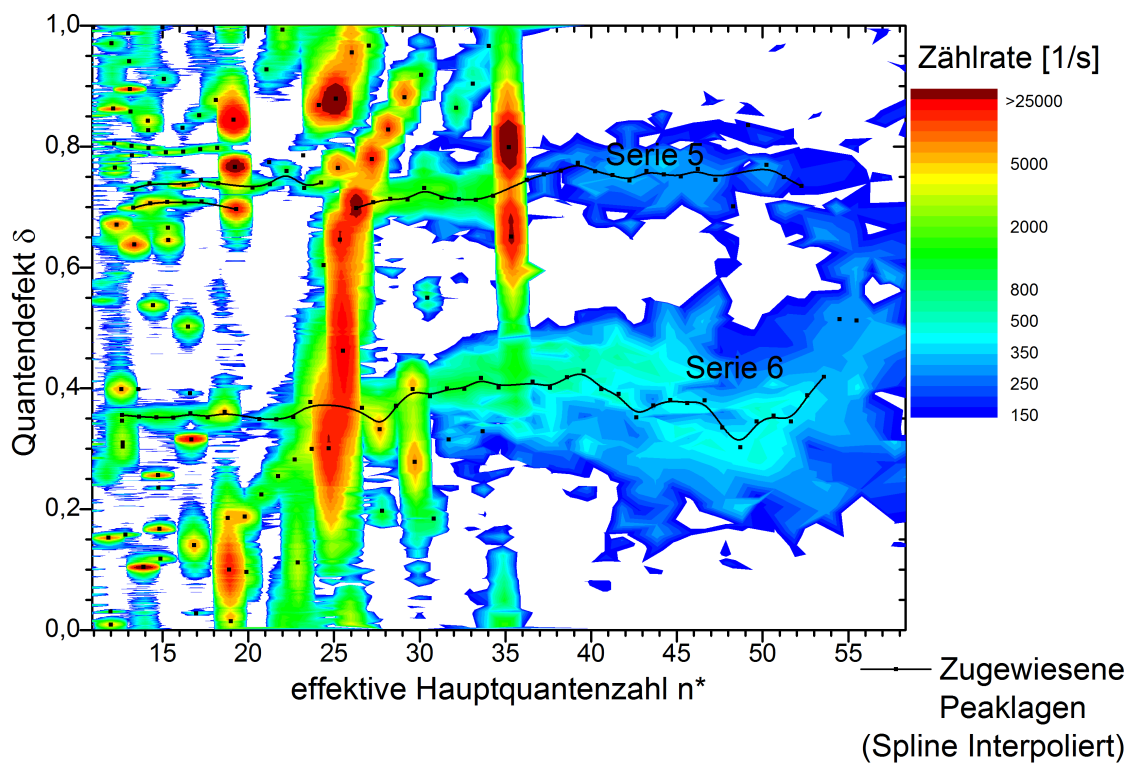 1,0
0,8
0,6
0,4
0,2
0,0
Quantendefekt δ
15 20 25 30 35 40 45 50 55
effektive Hauptquantenzahl n*
Serie 5
Serie 6
Zählrate [1/s]
>25000
5000
2000
800
500
350
250
150
Zugewiesene
Peaklagen
(Spline Interpoliert)